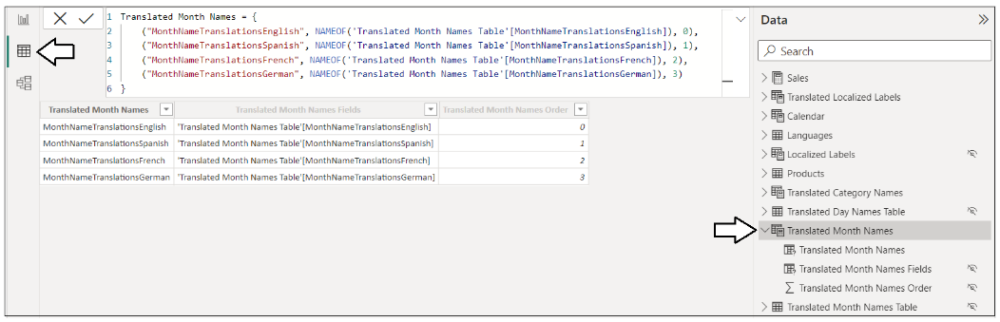 1 Translated Month Names = {
2 ("MonthNameTranslationsEnglish", NAMEOF('Translated Month Names Table'[MonthNameTranslationsEnglish]), 0),
3 ("MonthNameTranslationsSpanish", NAMEOF('Translated Month Names Table'[MonthNameTranslationsSpanish]), 1),
4 ("MonthNameTranslationsFrench", NAMEOF('Translated Month Names Table'[MonthNameTranslationsFrench]), 2),
5 ("MonthNameTranslationsGerman", NAMEOF('Translated Month Names Table'[MonthNameTranslationsGerman]), 3)
6 }
Translated Month Names Translated Month Names Fields Translated Month Names Order
MonthNameTranslationsEnglish 'Translated Month Names Table'[MonthNameTranslationsEnglish] 0
MonthNameTranslationsSpanish 'Translated Month Names Table'[MonthNameTranslationsSpanish] 1
MonthNameTranslationsFrench 'Translated Month Names Table'[MonthNameTranslationsFrench] 2
MonthNameTranslationsGerman 'Translated Month Names Table'[MonthNameTranslationsGerman] 3
Data
Search
Sales
Translated Localized Labels
Calendar
Languages
Localized Labels
Products
Translated Category Names
Translated Day Names Table
Translated Month Names
Translated Month Names
Translated Month Names Fields
Translated Month Names Order
Translated Month Names Table